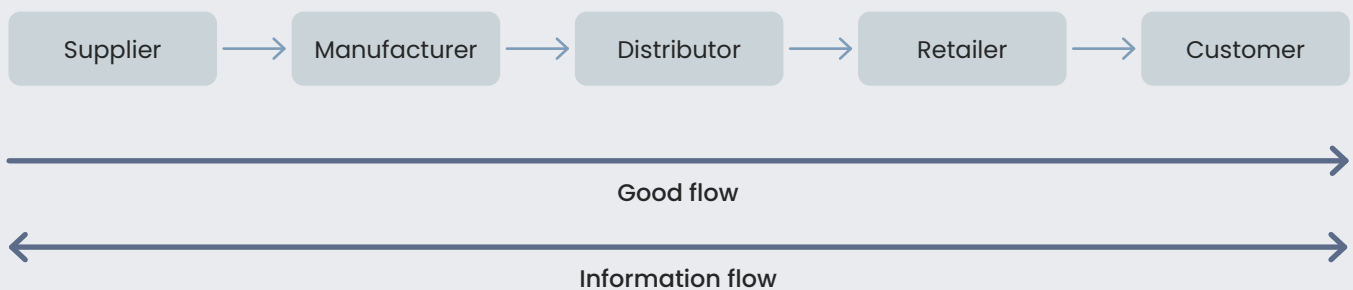 Supplier
Manufacturer
Distributor
Retailer
Customer
Good flow
Information flow